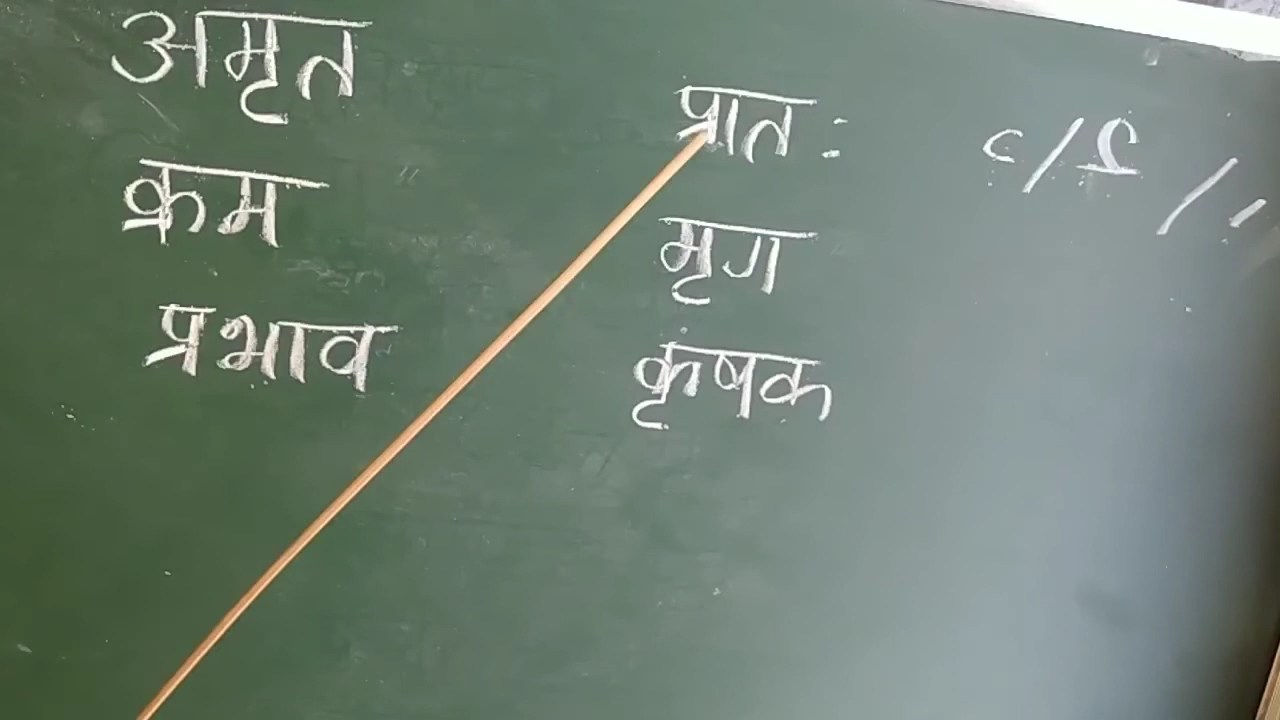 अमृत
क्रम
प्रभाव
प्रातः
मृग
कृषक